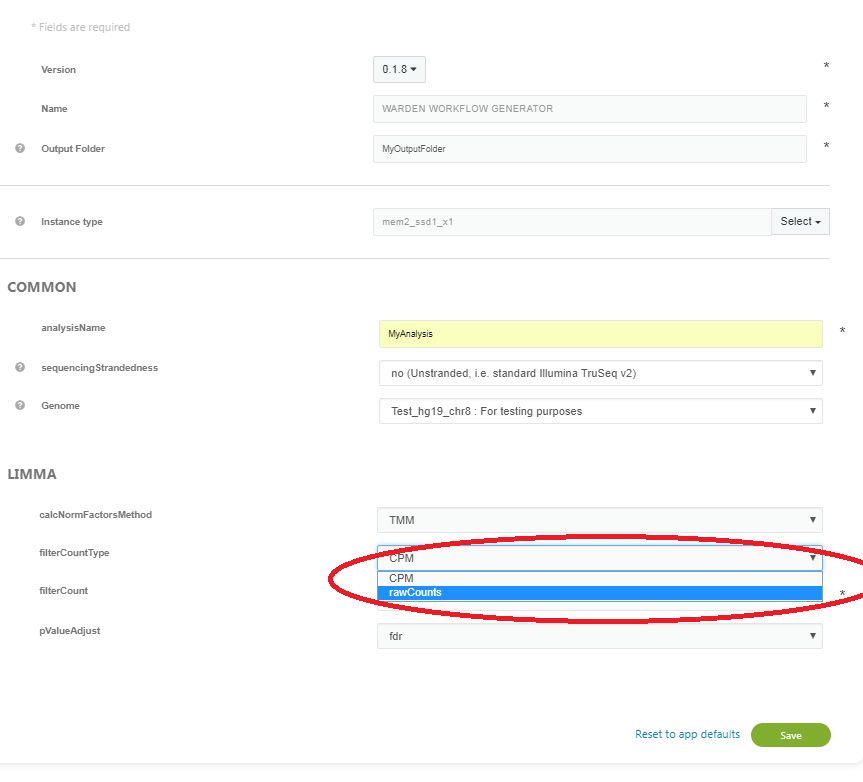 * Fields are required
Version 0.1.8 *
Name WARDEN WORKFLOW GENERATOR *
Output Folder MyOutputFolder *
Instance type mem2_ssd1_x1 Select
COMMON
analysisName MyAnalysis *
sequencingStrandedness no (Unstranded, i.e. standard Illumina TruSeq v2)
Genome Test_hg19_chr8 : For testing purposes
LIMMA
calcNormFactorsMethod TMM
filterCountType CPM
CPM
filterCount rawCounts *
pValueAdjust fdr
Reset to app defaults Save